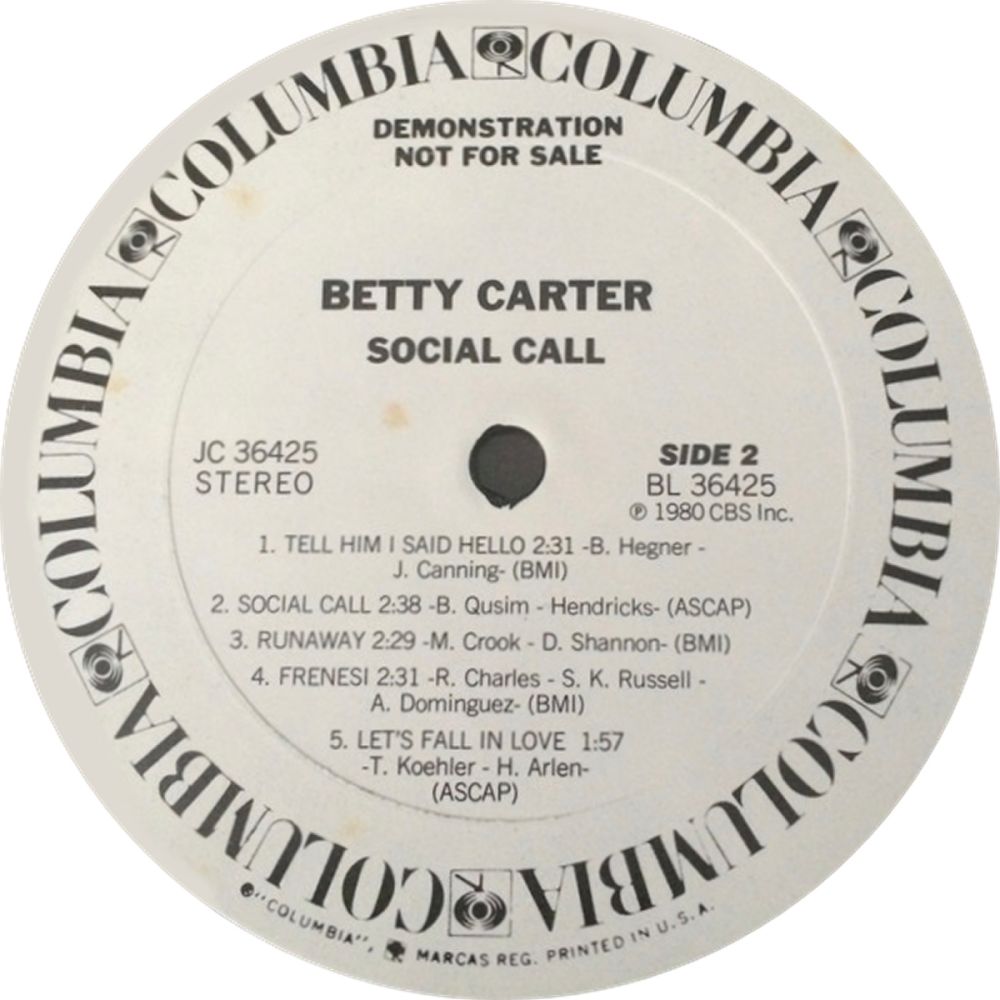 COLUMBIA COLUMBIA COLUMBIA COLUMBIA COLUMBIA COLUMBIA COLUMBIA COLUMBIA
DEMONSTRATION
NOT FOR SALE
BETTY CARTER
SOCIAL CALL
JC 36425
STEREO
SIDE 2
BL 36425
℗ 1980 CBS Inc.
1. TELL HIM I SAID HELLO 2:31 -B. Hegner -
J. Canning- (BMI)
2. SOCIAL CALL 2:38 -B. Qusim - Hendricks- (ASCAP)
3. RUNAWAY 2:29 -M. Crook - D. Shannon- (BMI)
4. FRENESI 2:31 -R. Charles - S. K. Russell -
A. Dominguez- (BMI)
5. LET'S FALL IN LOVE 1:57
-T. Koehler - H. Arlen-
(ASCAP)
"COLUMBIA", MARCAS REG. PRINTED IN U.S.A.